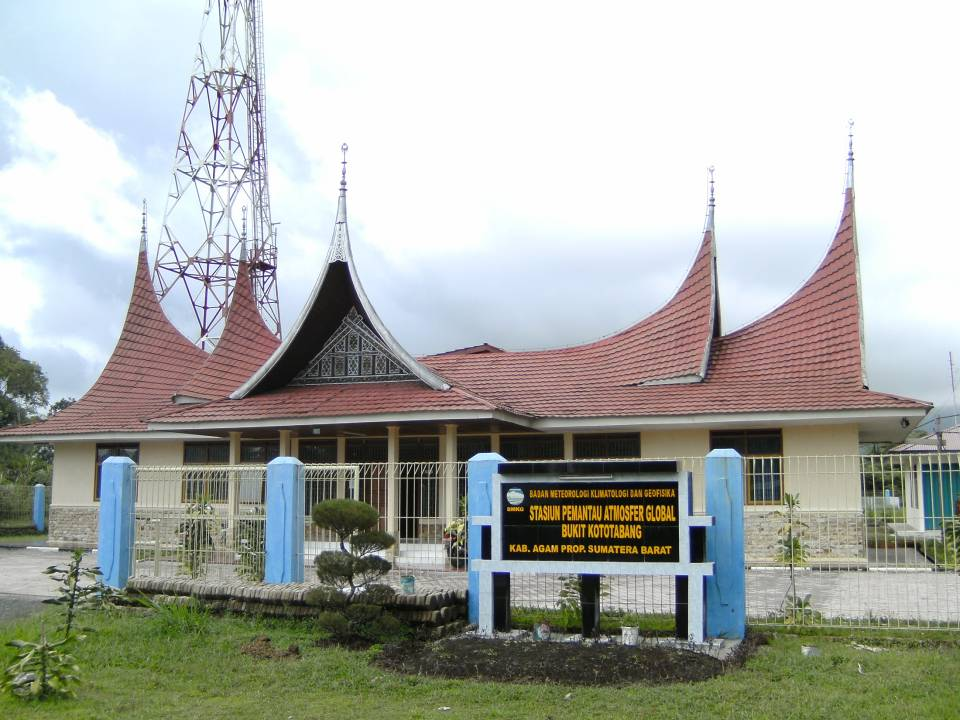 BADAN METEOROLOGI KLIMATOLOGI DAN GEOFISIKA
BMKG
STASIUN PEMANTAU ATMOSFER GLOBAL
BUKIT KOTOTABANG
KAB. AGAM PROP. SUMATERA BARAT